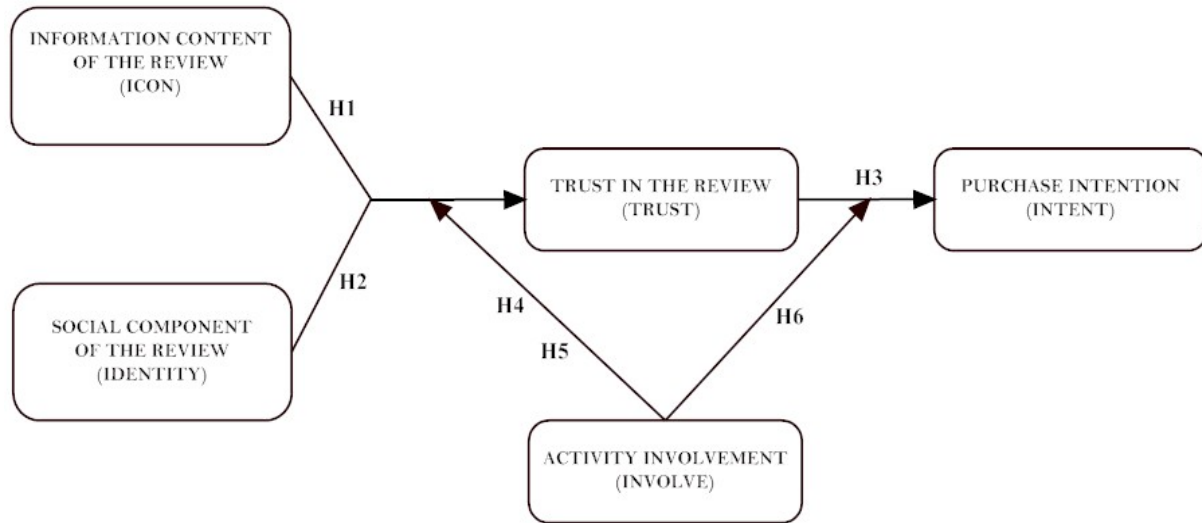 INFORMATION CONTENT
OF THE REVIEW
(ICON)
H1
TRUST IN THE REVIEW
(TRUST)
H3
PURCHASE INTENTION
(INTENT)
H2
SOCIAL COMPONENT
OF THE REVIEW
(IDENTITY)
H4
H5
H6
ACTIVITY INVOLVEMENT
(INVOLVE)